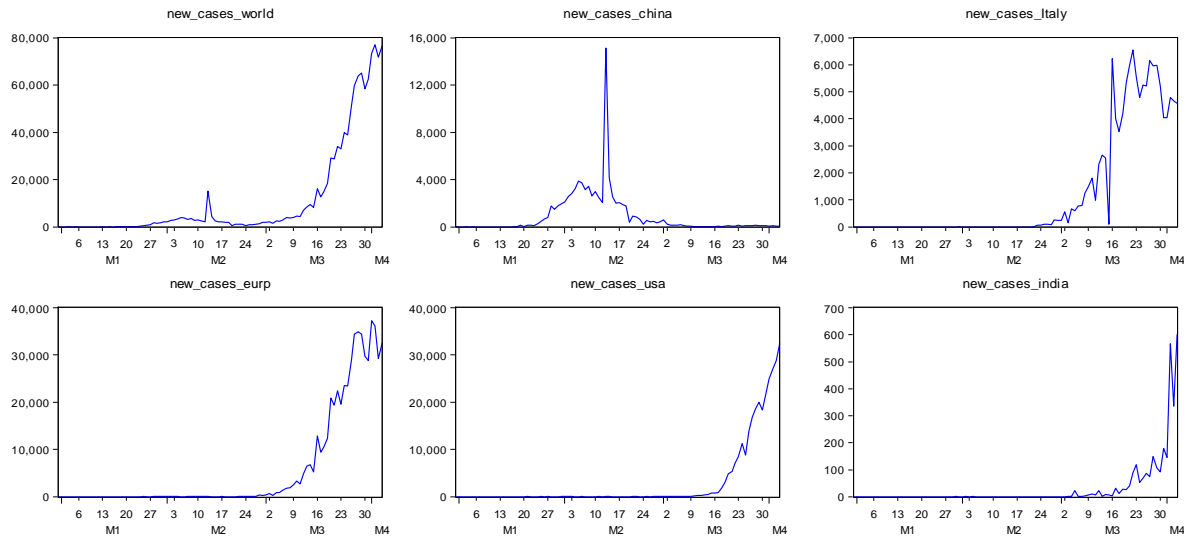 new_cases_world
80,000
60,000
40,000
20,000
0
6 13 20 27 3 10 17 24 2 9 16 23 30
M1 M2 M3 M4
new_cases_china
16,000
12,000
8,000
4,000
0
6 13 20 27 3 10 17 24 2 9 16 23 30
M1 M2 M3 M4
new_cases_Italy
7,000
6,000
5,000
4,000
3,000
2,000
1,000
0
6 13 20 27 3 10 17 24 2 9 16 23 30
M1 M2 M3 M4
new_cases_eurp
40,000
30,000
20,000
10,000
0
6 13 20 27 3 10 17 24 2 9 16 23 30
M1 M2 M3 M4
new_cases_usa
40,000
30,000
20,000
10,000
0
6 13 20 27 3 10 17 24 2 9 16 23 30
M1 M2 M3 M4
new_cases_india
700
600
500
400
300
200
100
0
6 13 20 27 3 10 17 24 2 9 16 23 30
M1 M2 M3 M4